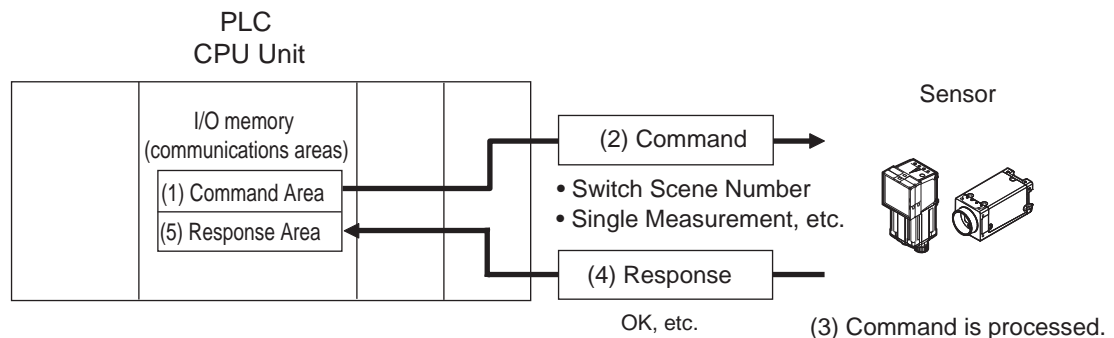 PLC
CPU Unit
I/O memory
(communications areas)
(1) Command Area
(5) Response Area
(2) Command
• Switch Scene Number
• Single Measurement, etc.
(4) Response
OK, etc.
Sensor
(3) Command is processed.